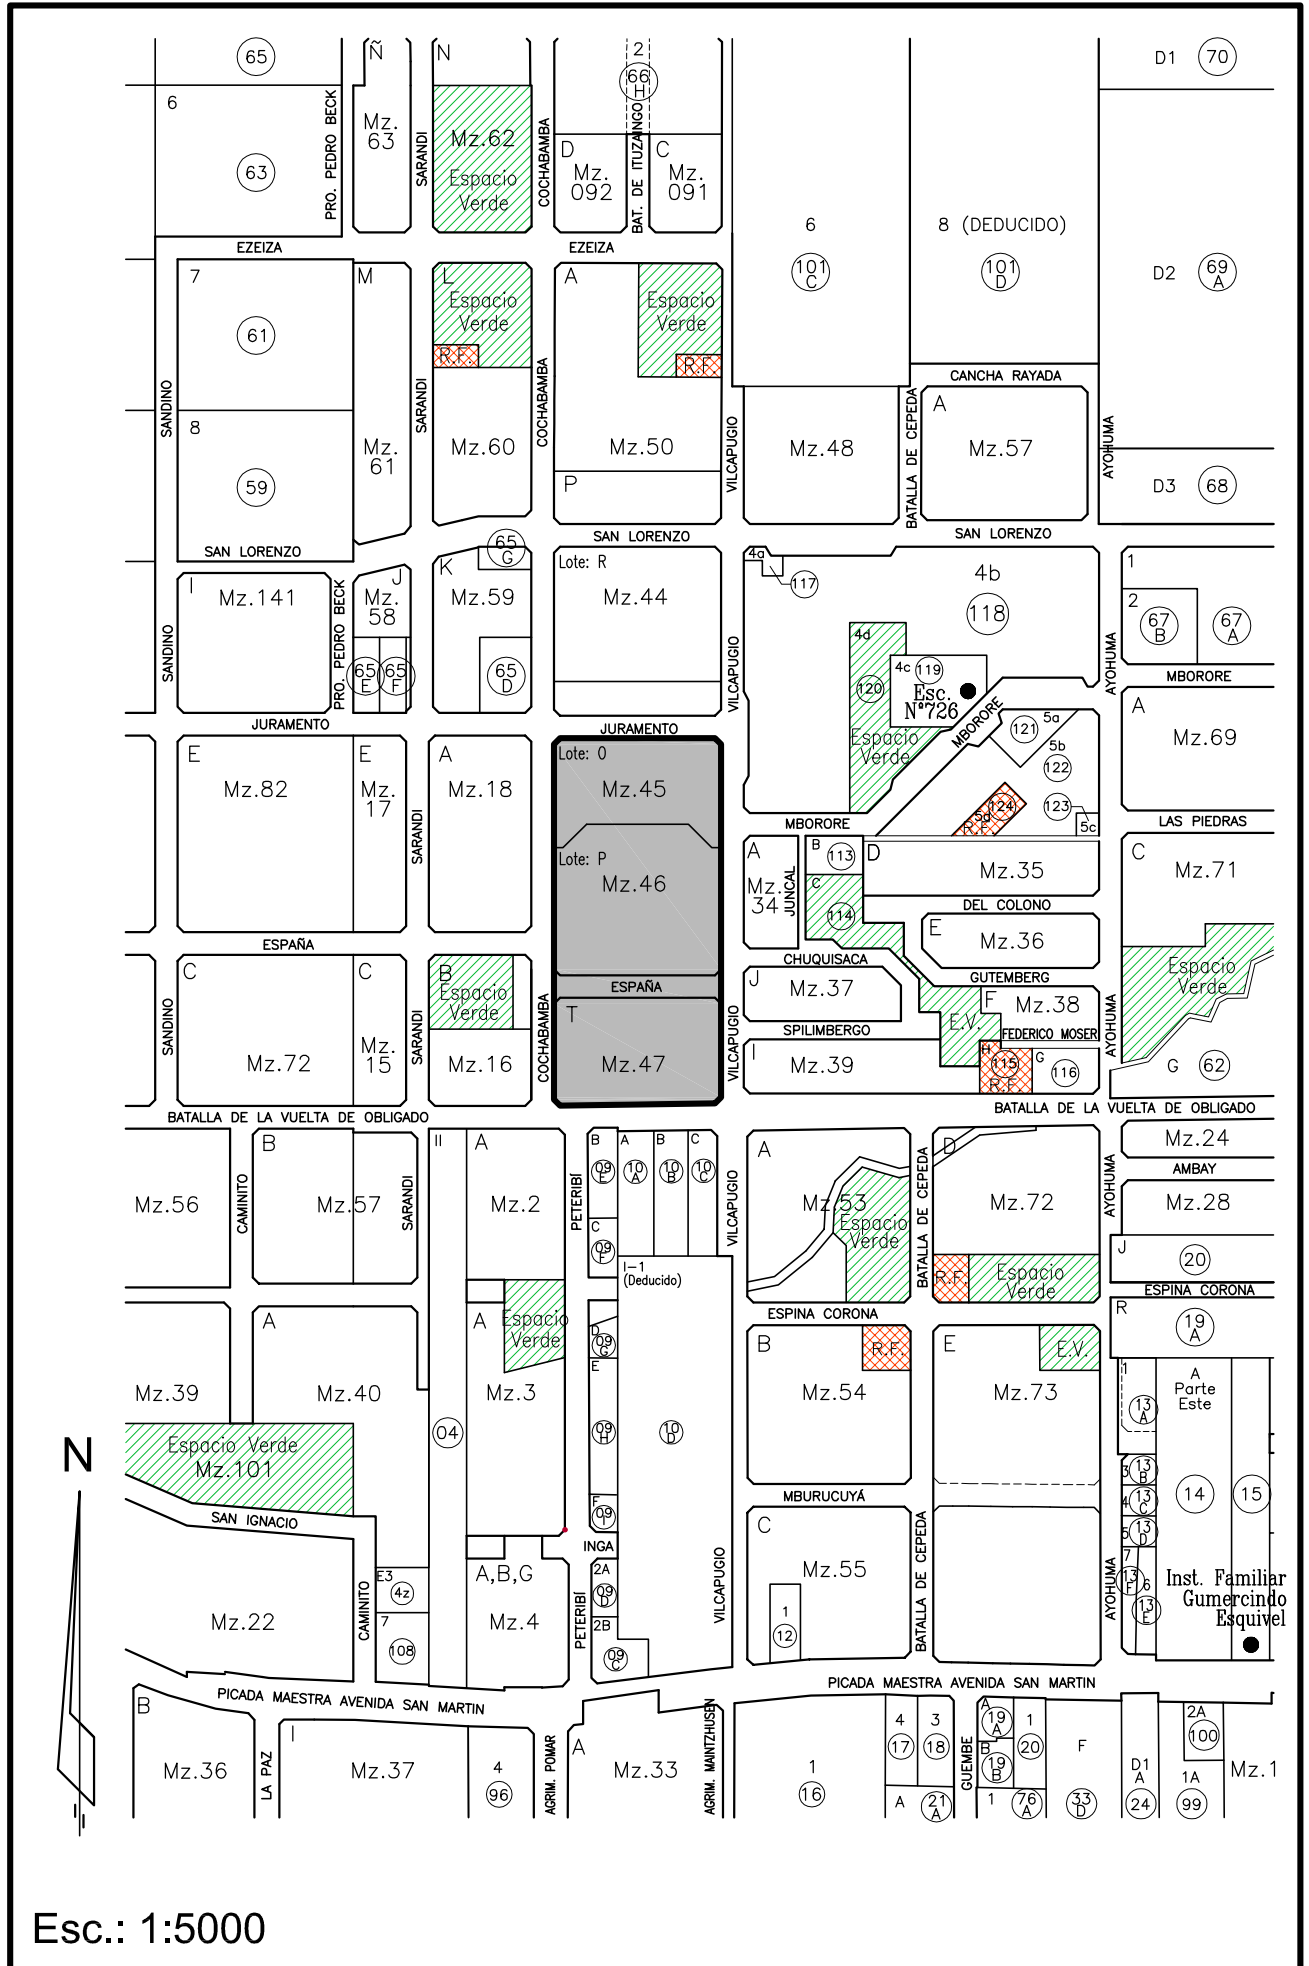 65
Ñ
N
2
66
H
D1 70
6
63
PRO. PEDRO BECK
Mz.
63
SARANDI
Mz.62
Espacio
Verde
COCHABAMBA
D
Mz.
092
BAT. DE ITUZAINGO
C
Mz.
091
6
101
C
8 (DEDUCIDO)
101
D
D2 69
A
EZEIZA
EZEIZA
7
61
M
L
Espacio
Verde
R.F.
A
Espacio
Verde
R.F.
CANCHA RAYADA
SANDINO
8
59
Mz.
61
SARANDI
Mz.60
COCHABAMBA
Mz.50
P
VILCAPUGIO
Mz.48
BATALLA DE CEPEDA
A
Mz.57
AYOHUMA
D3 68
SAN LORENZO
SAN LORENZO
SAN LORENZO
I
Mz.141
SANDINO
PRO. PEDRO BECK
J
Mz.
58
65
E
65
F
K
65
G
Mz.59
65
D
Lote: R
Mz.44
VILCAPUGIO
4a
117
4b
118
4d
120
4c 119
Esc.
N°726
Espacio
Verde
MBORORE
AYOHUMA
1
2
67
B
67
A
MBORORE
JURAMENTO
JURAMENTO
5a
121
5b
122
123
5c
124
5d
R.F.
A
Mz.69
E
Mz.82
E
Mz.
17
SARANDI
A
Mz.18
Lote: O
Mz.45
Lote: P
Mz.46
MBORORE
LAS PIEDRAS
A
Mz.
34
JUNCAL
B
113
C
114
D
Mz.35
DEL COLONO
E
Mz.36
C
Mz.71
Espacio
Verde
ESPAÑA
ESPAÑA
CHUQUISACA
GUTEMBERG
SANDINO
C
Mz.72
C
Mz.
15
SARANDI
B
Espacio
Verde
Mz.16
COCHABAMBA
T
Mz.47
VILCAPUGIO
J
Mz.37
SPILIMBERGO
I
Mz.39
E.V.
F
Mz.38
FEDERICO MOSER
H
115
R.F.
G
116
AYOHUMA
G 62
BATALLA DE LA VUELTA DE OBLIGADO
BATALLA DE LA VUELTA DE OBLIGADO
Mz.56
CAMINITO
B
Mz.57
SARANDI
II
A
Mz.2
PETERIBÍ
B
09
E
C
09
F
A
10
A
B
10
B
C
10
C
VILCAPUGIO
A
Mz.53
Espacio
Verde
BATALLA DE CEPEDA
D
Mz.72
R.F.
Espacio
Verde
AYOHUMA
Mz.24
AMBAY
Mz.28
J
20
ESPINA CORONA
ESPINA CORONA
I-1
(Deducido)
Mz.39
A
Mz.40
04
A
Espacio
Verde
Mz.3
D
09
G
E
09
H
F
09
I
10
D
B
R.F.
Mz.54
E
E.V.
Mz.73
R
19
A
1
13
A
3
13
B
4
13
C
5
13
D
7
13
F
6
13
E
A
Parte
Este
14
15
Espacio Verde
Mz.101
N
SAN IGNACIO
MBURUCUYÁ
INGA
Mz.22
CAMINITO
E3
4z
7
108
A,B,G
Mz.4
PETERIBÍ
2A
09
D
2B
09
C
VILCAPUGIO
C
Mz.55
1
12
BATALLA DE CEPEDA
AYOHUMA
Inst. Familiar
Gumercindo
Esquivel
PICADA MAESTRA AVENIDA SAN MARTIN
PICADA MAESTRA AVENIDA SAN MARTIN
B
Mz.36
LA PAZ
I
Mz.37
4
96
AGRIM. POMAR
A
Mz.33
AGRIM. MAINTZHUSEN
1
16
4
17
3
18
A
21
A
GUEMBE
A
19
A
B
19
B
1
20
1
76
A
F
33
D
D1
A
24
2A
100
1A
99
Mz.1
Esc.: 1:5000